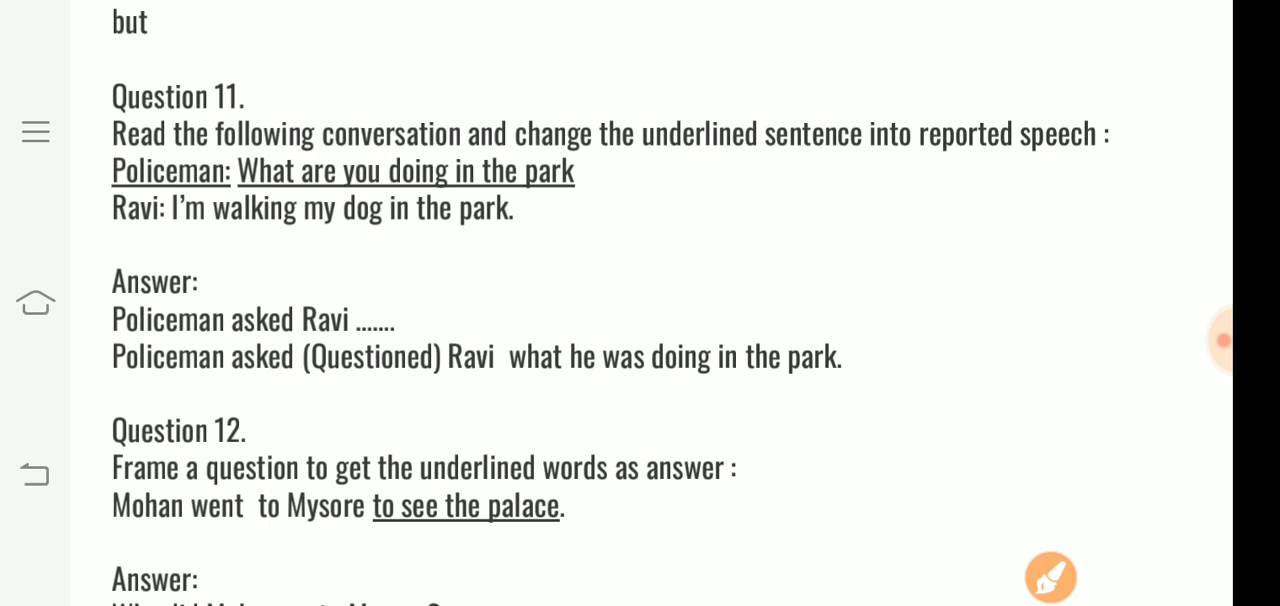 but
Question 11.
Read the following conversation and change the underlined sentence into reported speech :
Policeman: What are you doing in the park
Ravi: I'm walking my dog in the park.
Answer:
Policeman asked Ravi .......
Policeman asked (Questioned) Ravi  what he was doing in the park.
Question 12.
Frame a question to get the underlined words as answer :
Mohan went  to Mysore to see the palace.
Answer: